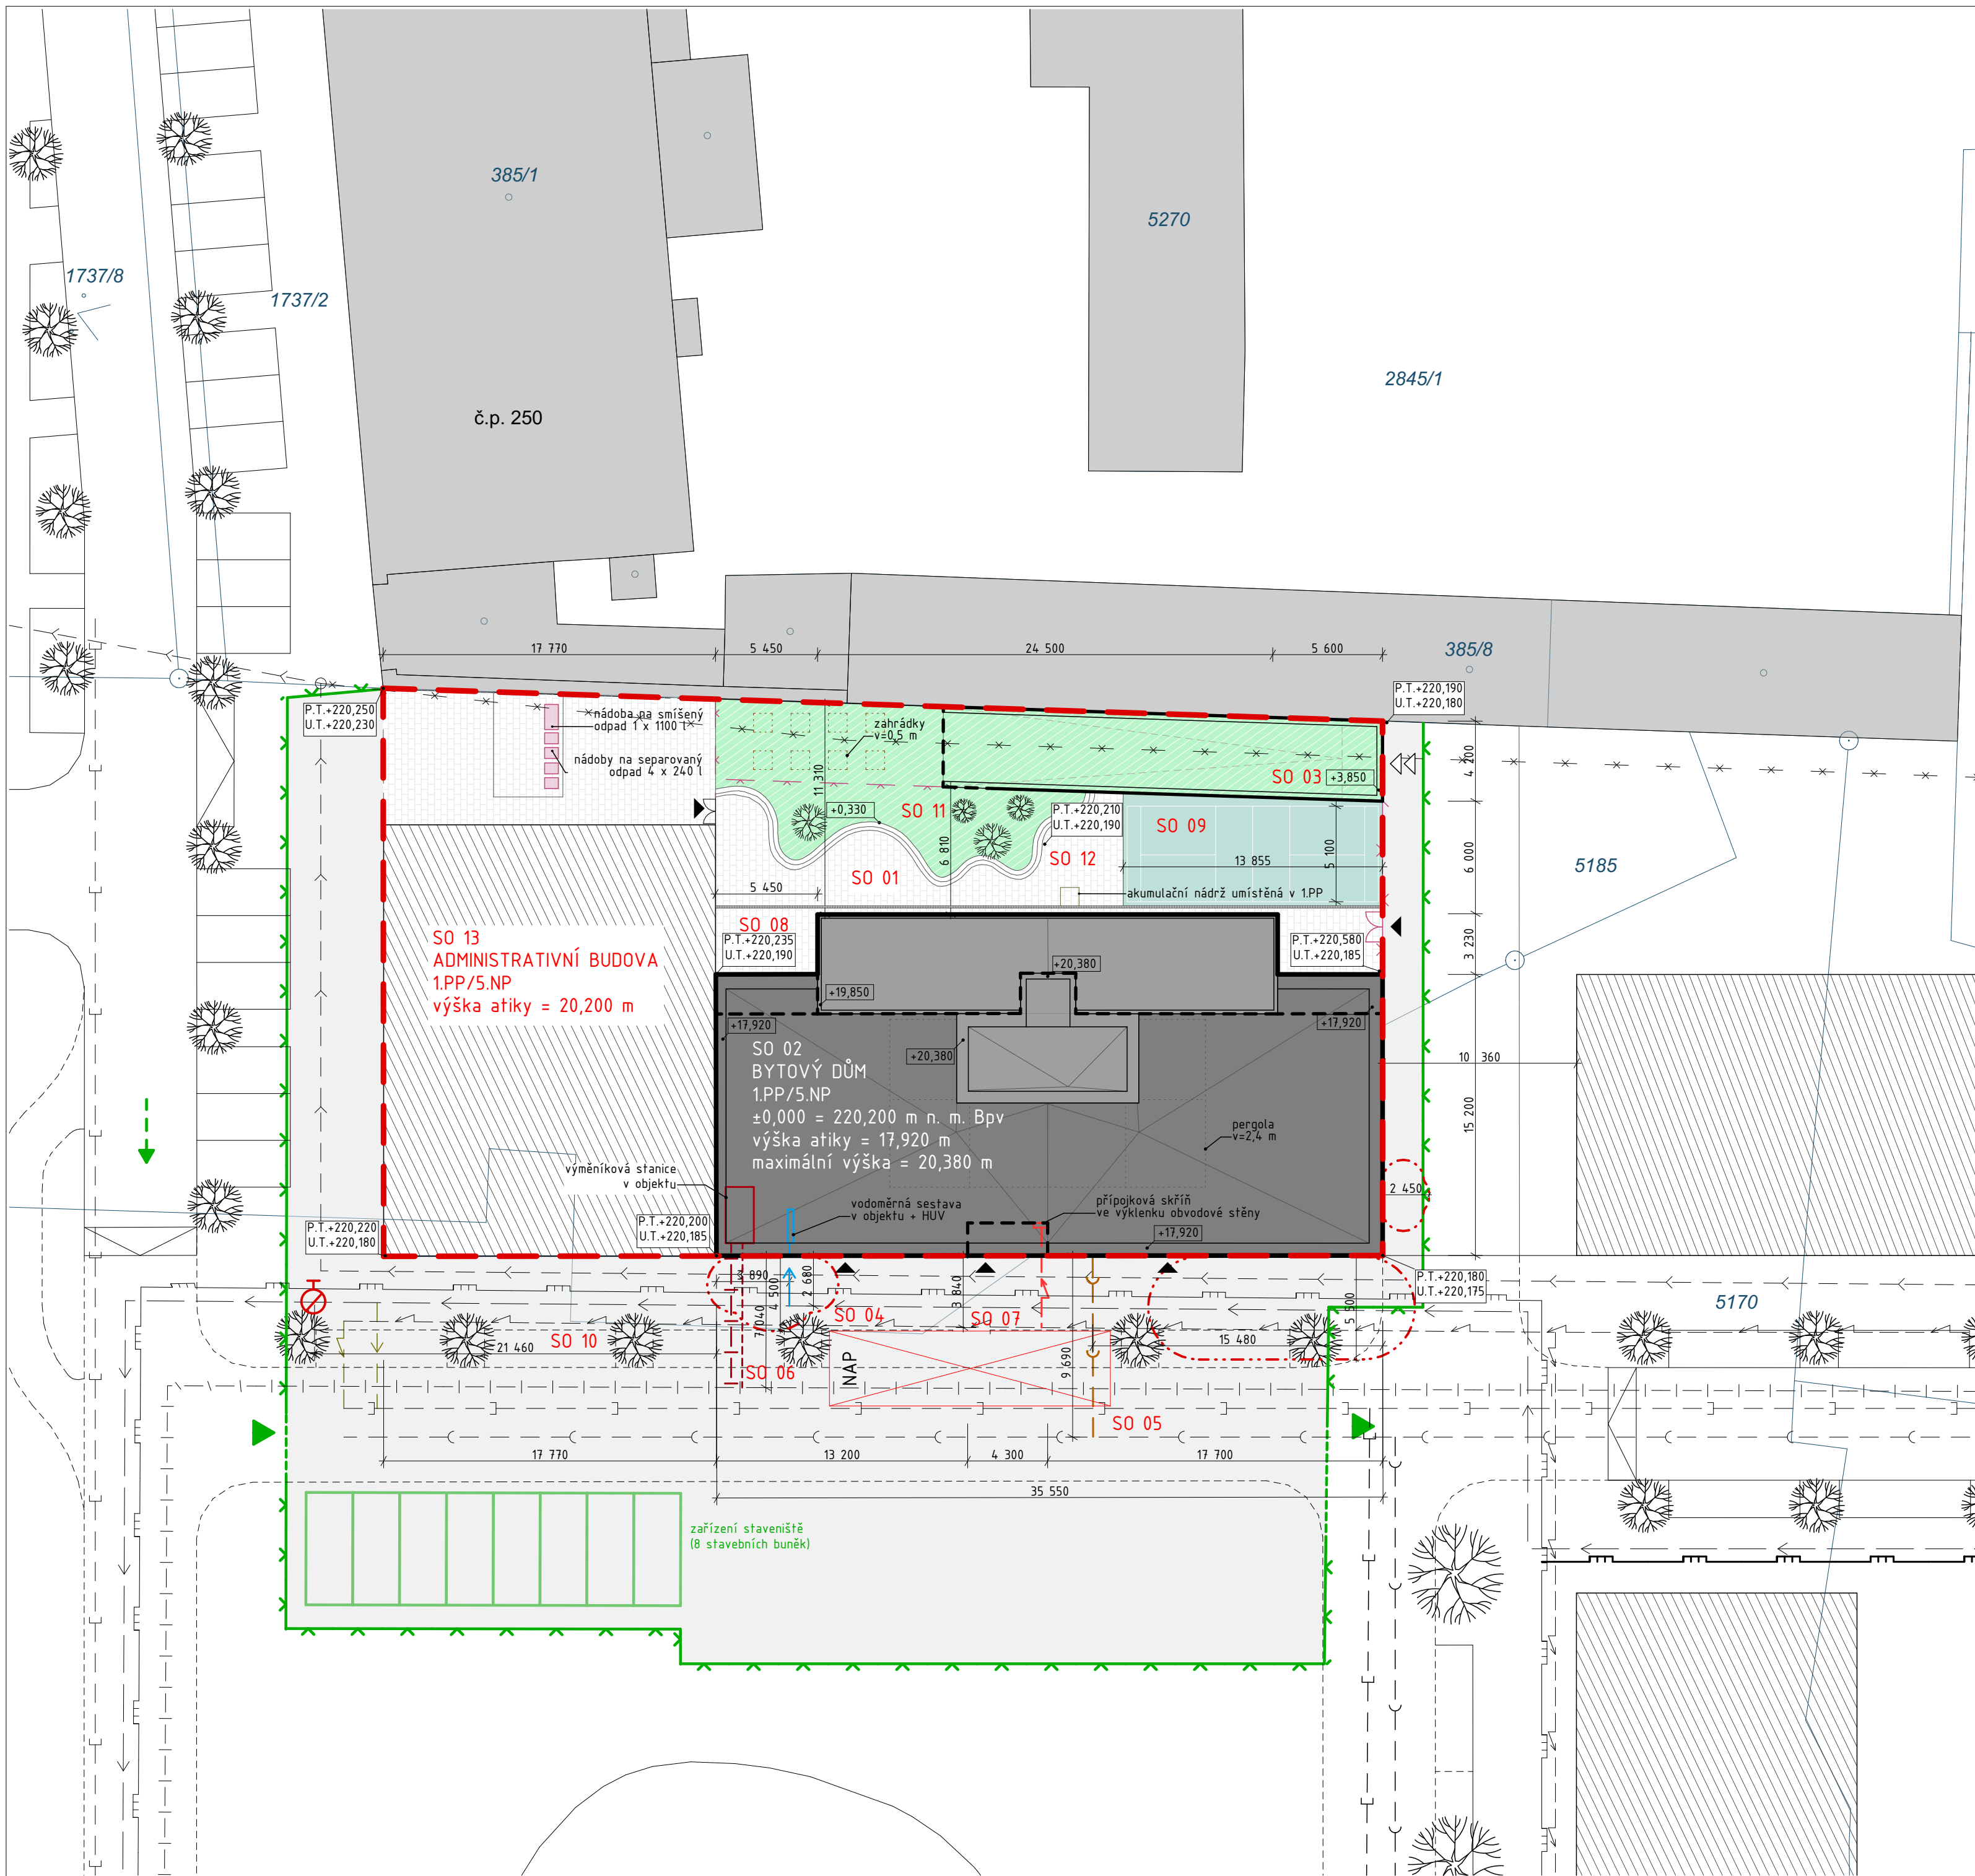 385/1
5270
1737/8
1737/2
2845/1
č.p. 250
385/8
17 770
5 450
24 500
5 600
P.T.+220,250
U.T.+220,230
nádoba na smíšený
odpad 1 x 1100 l
nádoby na separovaný
odpad 4 x 240 l
zahrádky
v=0,5 m
P.T.+220,190
U.T.+220,180
4 200
SO 03
+3,850
11 310
+0,330
SO 11
P.T.+220,210
U.T.+220,190
SO 09
5 100
6 000
6 810
SO 12
13 855
5185
SO 01
5 450
akumulační nádrž umístěná v 1.PP
SO 08
P.T.+220,235
U.T.+220,190
P.T.+220,580
U.T.+220,185
3 230
SO 13
ADMINISTRATIVNÍ BUDOVA
1.PP/5.NP
výška atiky = 20,200 m
+20,380
+19,850
+17,920
+17,920
+20,380
SO 02
BYTOVÝ DŮM
1.PP/5.NP
±0,000 = 220,200 m n. m. Bpv
výška atiky = 17,920 m
maximální výška = 20,380 m
10 360
15 200
pergola
v=2,4 m
výměníková stanice
v objektu
vodoměrná sestava
v objektu + HUV
přípojková skříň
ve výklenku obvodové stěny
2 450
P.T.+220,220
U.T.+220,180
P.T.+220,200
U.T.+220,185
+17,920
P.T.+220,180
U.T.+220,175
3 890
4 500
2 680
3 840
7 040
5 500
5170
SO 04
SO 07
SO 10
21 460
15 480
SO 06
NAP
9 690
SO 05
17 770
13 200
4 300
17 700
35 550
zařízení staveniště
(8 stavebních buněk)